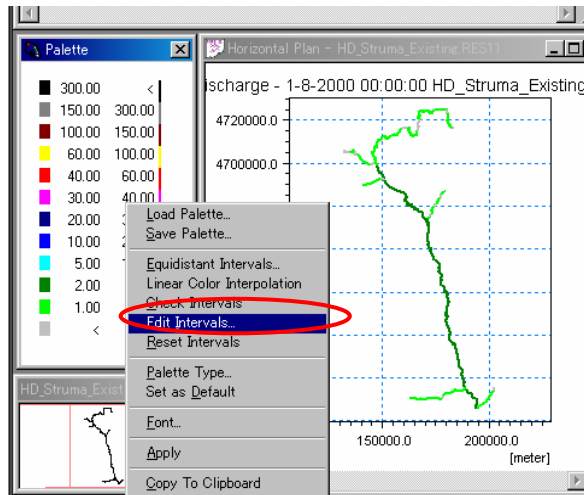 Palette
300.00 <
150.00 300.00
100.00 150.00
60.00 100.00
40.00 60.00
30.00 40.00
20.00
10.00
5.00
2.00
1.00
<
HD_Struma_Exist
Load Palette...
Save Palette...
Equidistant Intervals...
Linear Color Interpolation
Check Intervals
Edit Intervals...
Reset Intervals
Palette Type...
Set as Default
Font...
Apply
Copy To Clipboard
Horizontal Plan - HD_Struma_Existing.RES11
ischarge - 1-8-2000 00:00:00 HD_Struma_Existing
4720000.0
4700000.0
150000.0 200000.0
[meter]